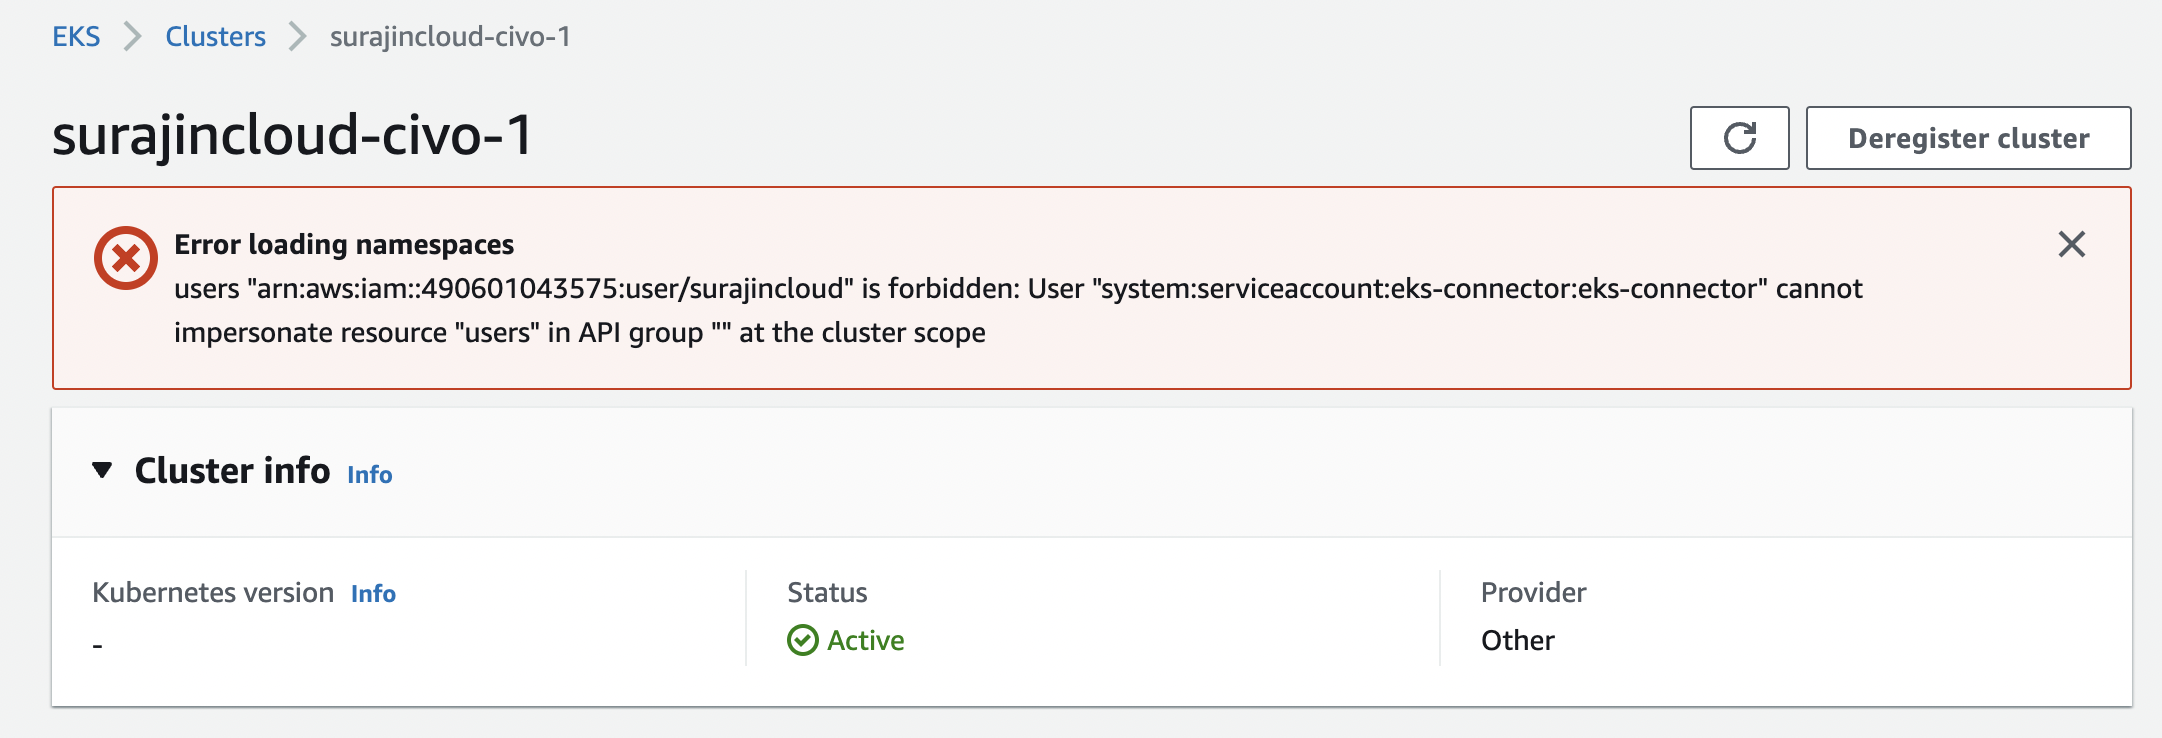 EKS Clusters surajincloud-civo-1
surajincloud-civo-1
Deregister cluster
Error loading namespaces
users "arn:aws:iam::490601043575:user/surajincloud" is forbidden: User "system:serviceaccount:eks-connector:eks-connector" cannot
impersonate resource "users" in API group "" at the cluster scope
Cluster info Info
Kubernetes version Info
-
Status
Active
Provider
Other